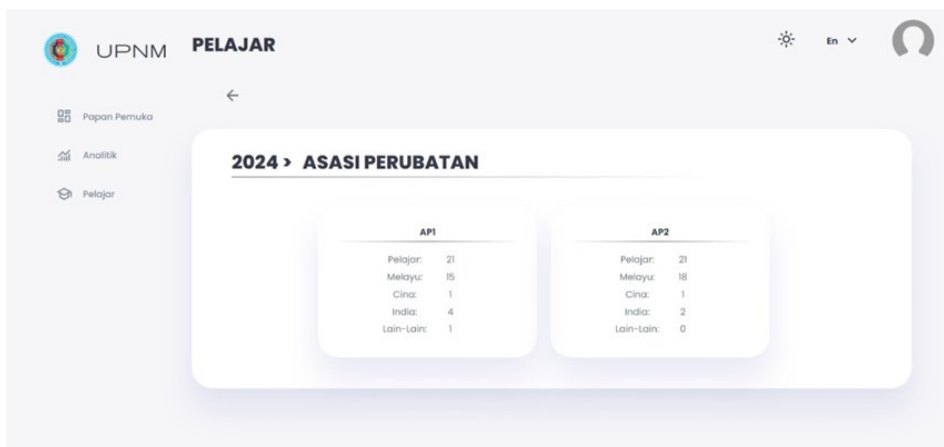 UPNM
PELAJAR
En
Papan Pemuka
Analitik
Pelajar
2024 > ASASI PERUBATAN
AP1
Pelajar: 21
Melayu: 15
Cina: 1
India: 4
Lain-Lain: 1
AP2
Pelajar: 21
Melayu: 18
Cina: 1
India: 2
Lain-Lain: 0